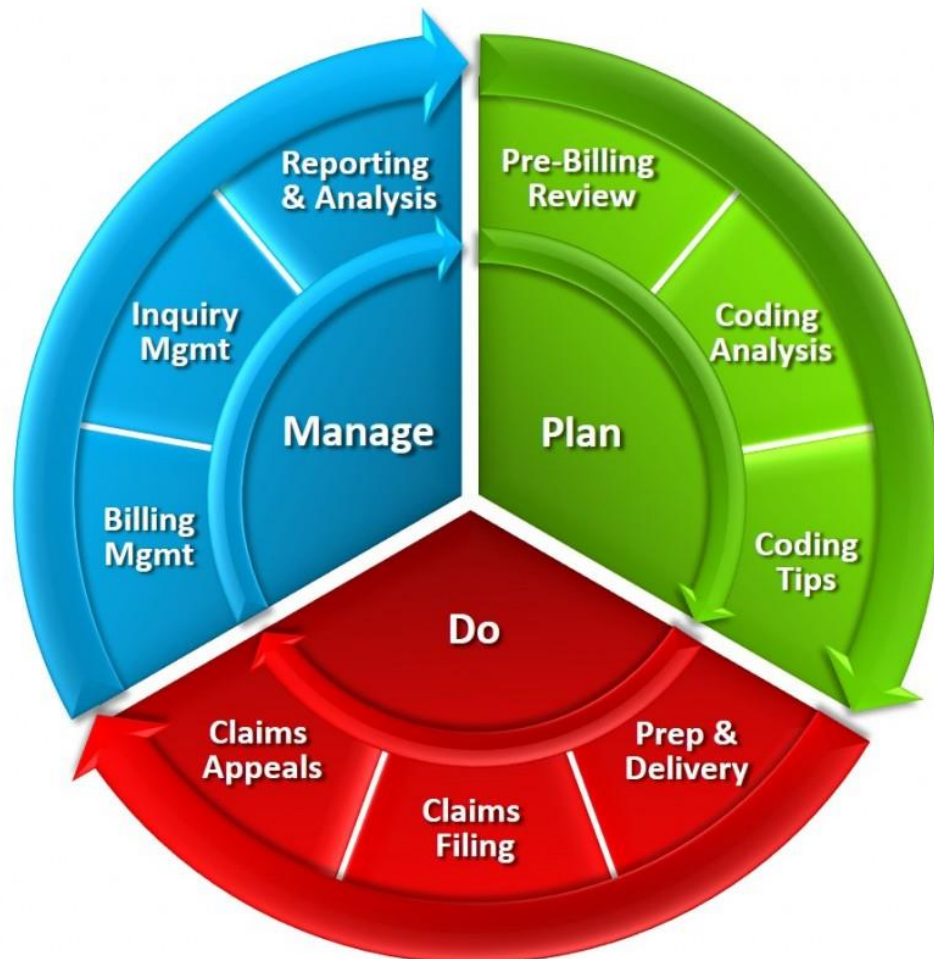 Reporting
& Analysis
Pre-Billing
Review
Inquiry
Mgmt
Coding
Analysis
Manage
Plan
Billing
Mgmt
Coding
Tips
Do
Claims
Appeals
Prep &
Delivery
Claims
Filing